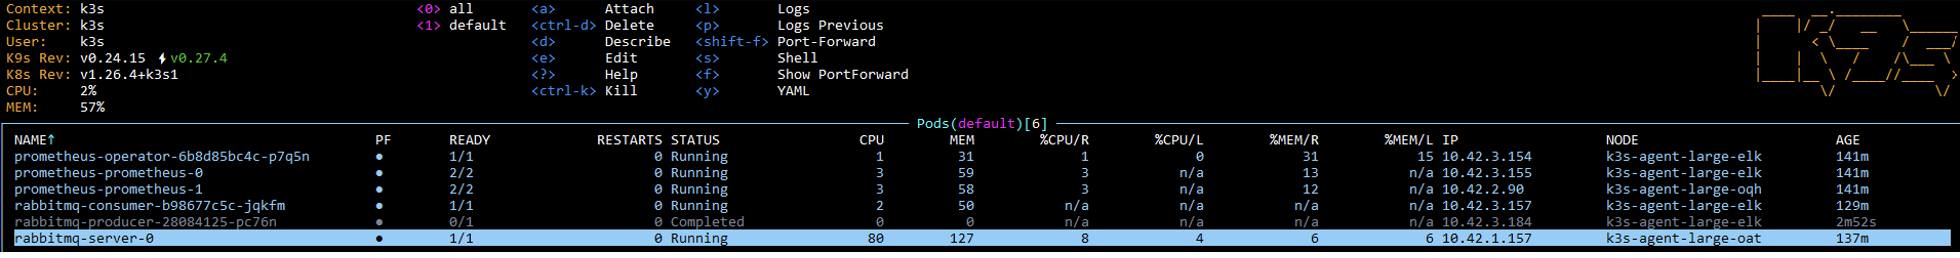 Context: k3s <0> all <a> Attach <l> Logs
Cluster: k3s <1> default <ctrl-d> Delete <p> Logs Previous
User: k3s <d> Describe <shift-f> Port-Forward
K9s Rev: v0.24.15 ⚡v0.27.4 <e> Edit <s> Shell
K8s Rev: v1.26.4+k3s1 <?> Help <f> Show PortForward
CPU: 2% <ctrl-k> Kill <y> YAML
MEM: 57%
Pods(default)[6]
NAME↑ PF READY RESTARTS STATUS CPU MEM %CPU/R %CPU/L %MEM/R %MEM/L IP NODE AGE
prometheus-operator-6b8d85bc4c-p7q5n ● 1/1 0 Running 1 31 1 0 31 15 10.42.3.154 k3s-agent-large-elk 141m
prometheus-prometheus-0 ● 2/2 0 Running 3 59 3 n/a 13 n/a 10.42.3.155 k3s-agent-large-elk 141m
prometheus-prometheus-1 ● 2/2 0 Running 3 58 3 n/a 12 n/a 10.42.2.90 k3s-agent-large-oqh 141m
rabbitmq-consumer-b98677c5c-jqkfm ● 1/1 0 Running 2 50 n/a n/a n/a n/a 10.42.3.157 k3s-agent-large-elk 129m
rabbitmq-producer-28084125-pc76n ● 0/1 0 Completed 0 0 n/a n/a n/a n/a 10.42.3.184 k3s-agent-large-elk 2m52s
rabbitmq-server-0 ● 1/1 0 Running 80 127 8 4 6 6 10.42.1.157 k3s-agent-large-oat 137m